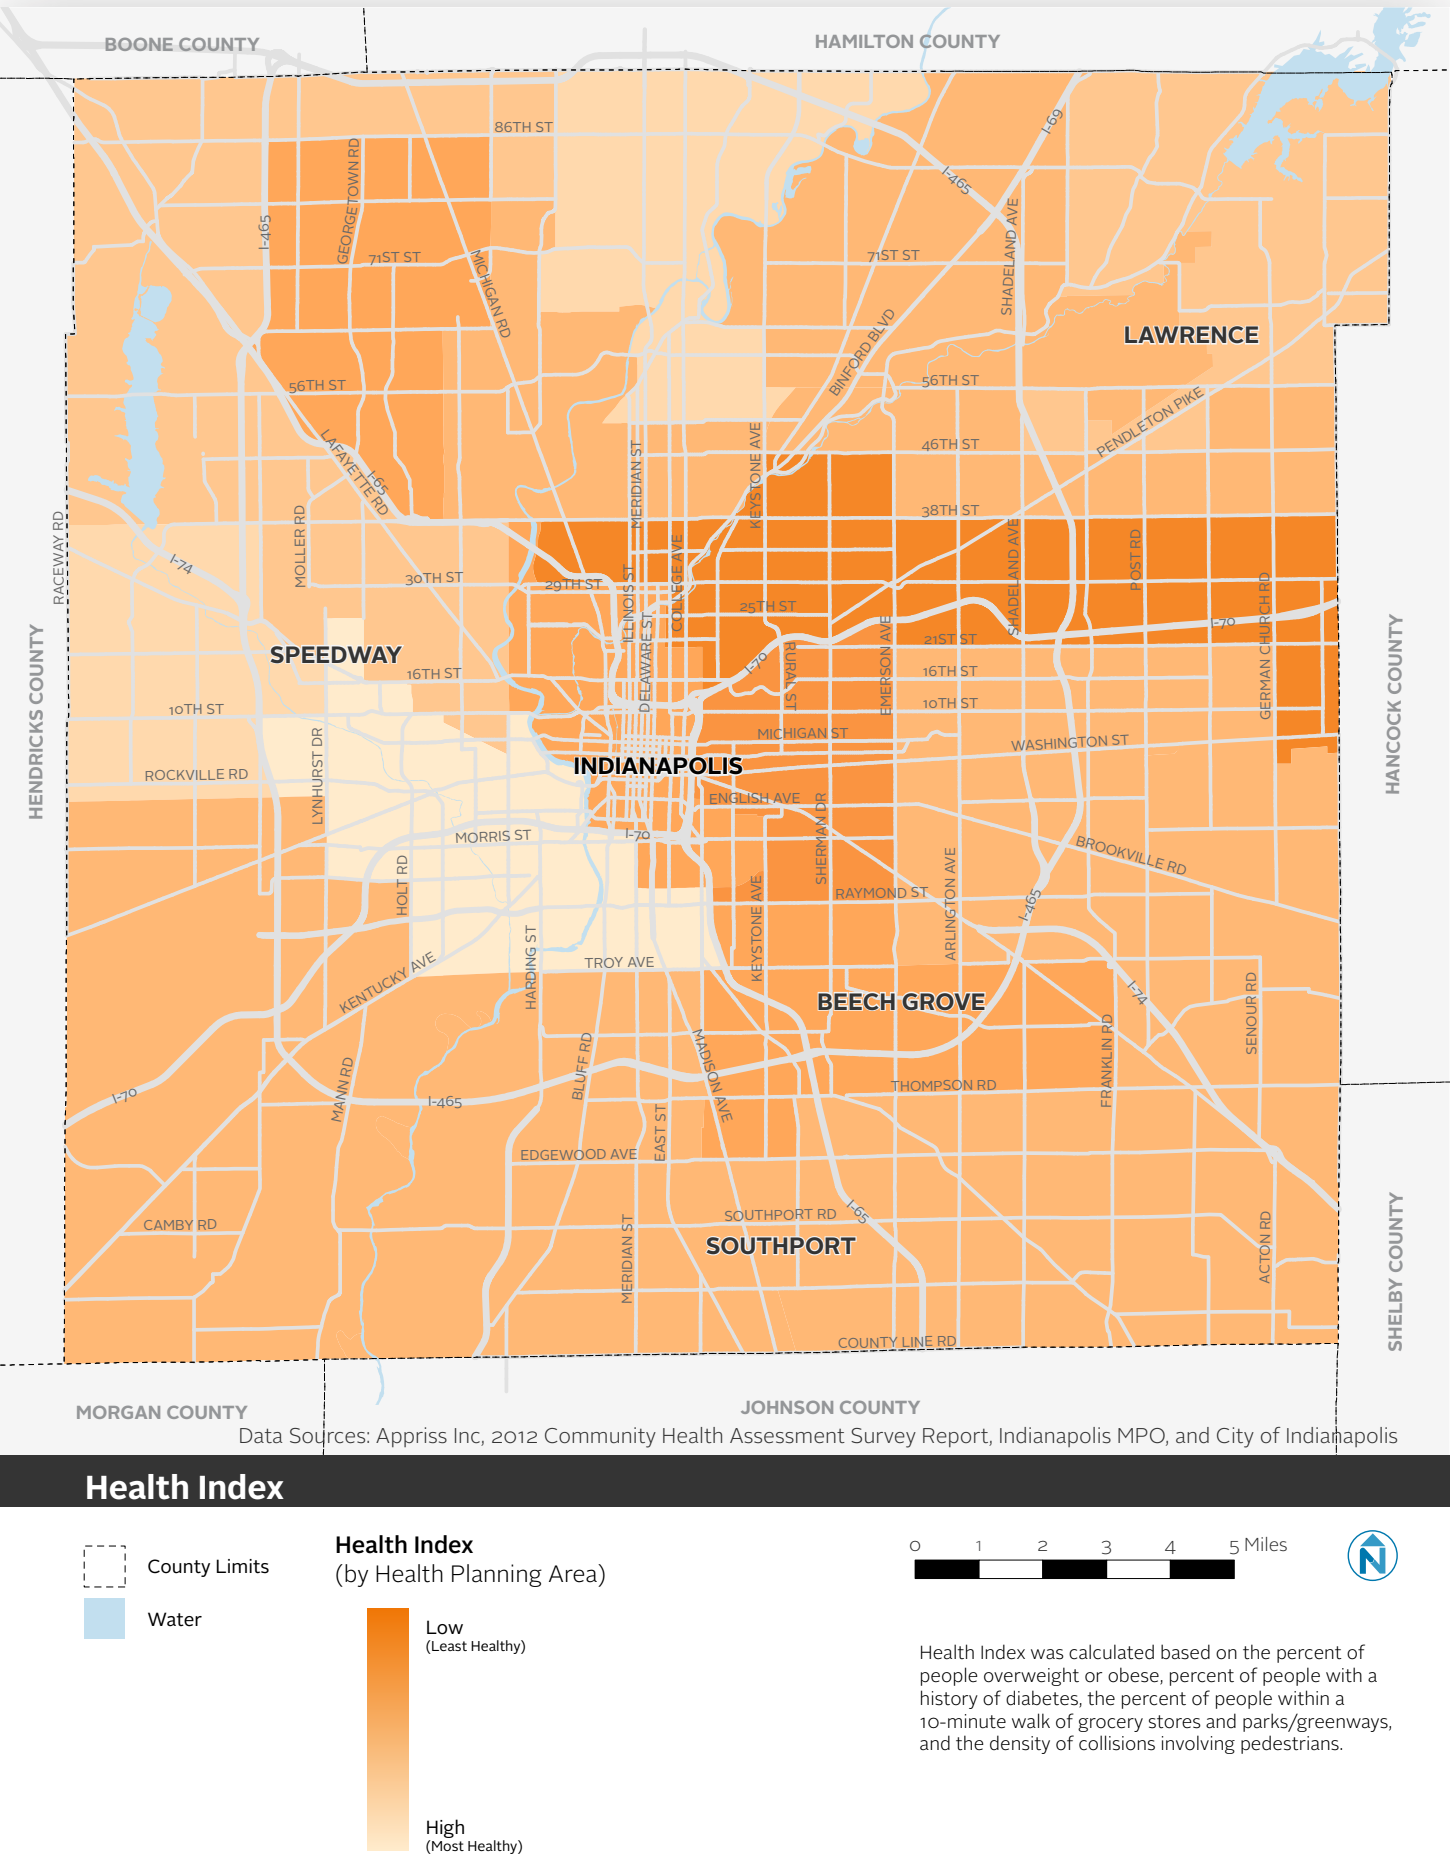 BOONE COUNTY
HAMILTON COUNTY
86TH ST
I-69
GEORGETOWN RD
I-465
I-465
SHADELAND AVE
71ST ST
MICHIGAN RD
71ST ST
LAWRENCE
BINFORD BLVD
56TH ST
56TH ST
PENDLETON PIKE
LAFAYETTE RD
I-65
MERIDIAN ST
KEYSTONE AVE
46TH ST
38TH ST
RACEWAY RD
MOLLER RD
I-74
30TH ST
29TH ST
ILLINOIS ST
COLLEGE AVE
25TH ST
SHADELAND AVE
POST RD
GERMAN CHURCH RD
I-70
HENDRICKS COUNTY
HANCOCK COUNTY
SPEEDWAY
DELAWARE ST
I-70
RURAL ST
EMERSON AVE
21ST ST
16TH ST
16TH ST
10TH ST
10TH ST
LYNHURST DR
MICHIGAN ST
WASHINGTON ST
ROCKVILLE RD
INDIANAPOLIS
ENGLISH AVE
SHERMAN DR
MORRIS ST
I-70
BROOKVILLE RD
HOLT RD
KEYSTONE AVE
RAYMOND ST
ARLINGTON AVE
I-465
HARDING ST
TROY AVE
KENTUCKY AVE
BEECH GROVE
I-74
SENOUR RD
MANN RD
BLUFF RD
MADISON AVE
FRANKLIN RD
THOMPSON RD
I-70
I-465
EAST ST
EDGEWOOD AVE
CAMBY RD
MERIDIAN ST
SOUTHPORT RD
I-65
SOUTHPORT
ACTON RD
SHELBY COUNTY
COUNTY LINE RD
MORGAN COUNTY
JOHNSON COUNTY
Data Sources: Appriss Inc, 2012 Community Health Assessment Survey Report, Indianapolis MPO, and City of Indianapolis
Health Index
County Limits
Water
Health Index
(by Health Planning Area)
Low
(Least Healthy)
High
(Most Healthy)
0 1 2 3 4 5 Miles
N
Health Index was calculated based on the percent of
people overweight or obese, percent of people with a
history of diabetes, the percent of people within a
10-minute walk of grocery stores and parks/greenways,
and the density of collisions involving pedestrians.